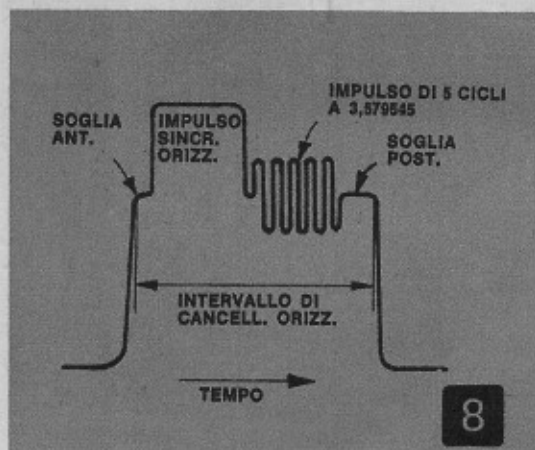 SOGLIA
ANT.
IMPULSO
SINCR.
ORIZZ.
IMPULSO DI 5 CICLI
A 3,579545
SOGLIA
POST.
INTERVALLO DI
CANCELL. ORIZZ.
TEMPO
8